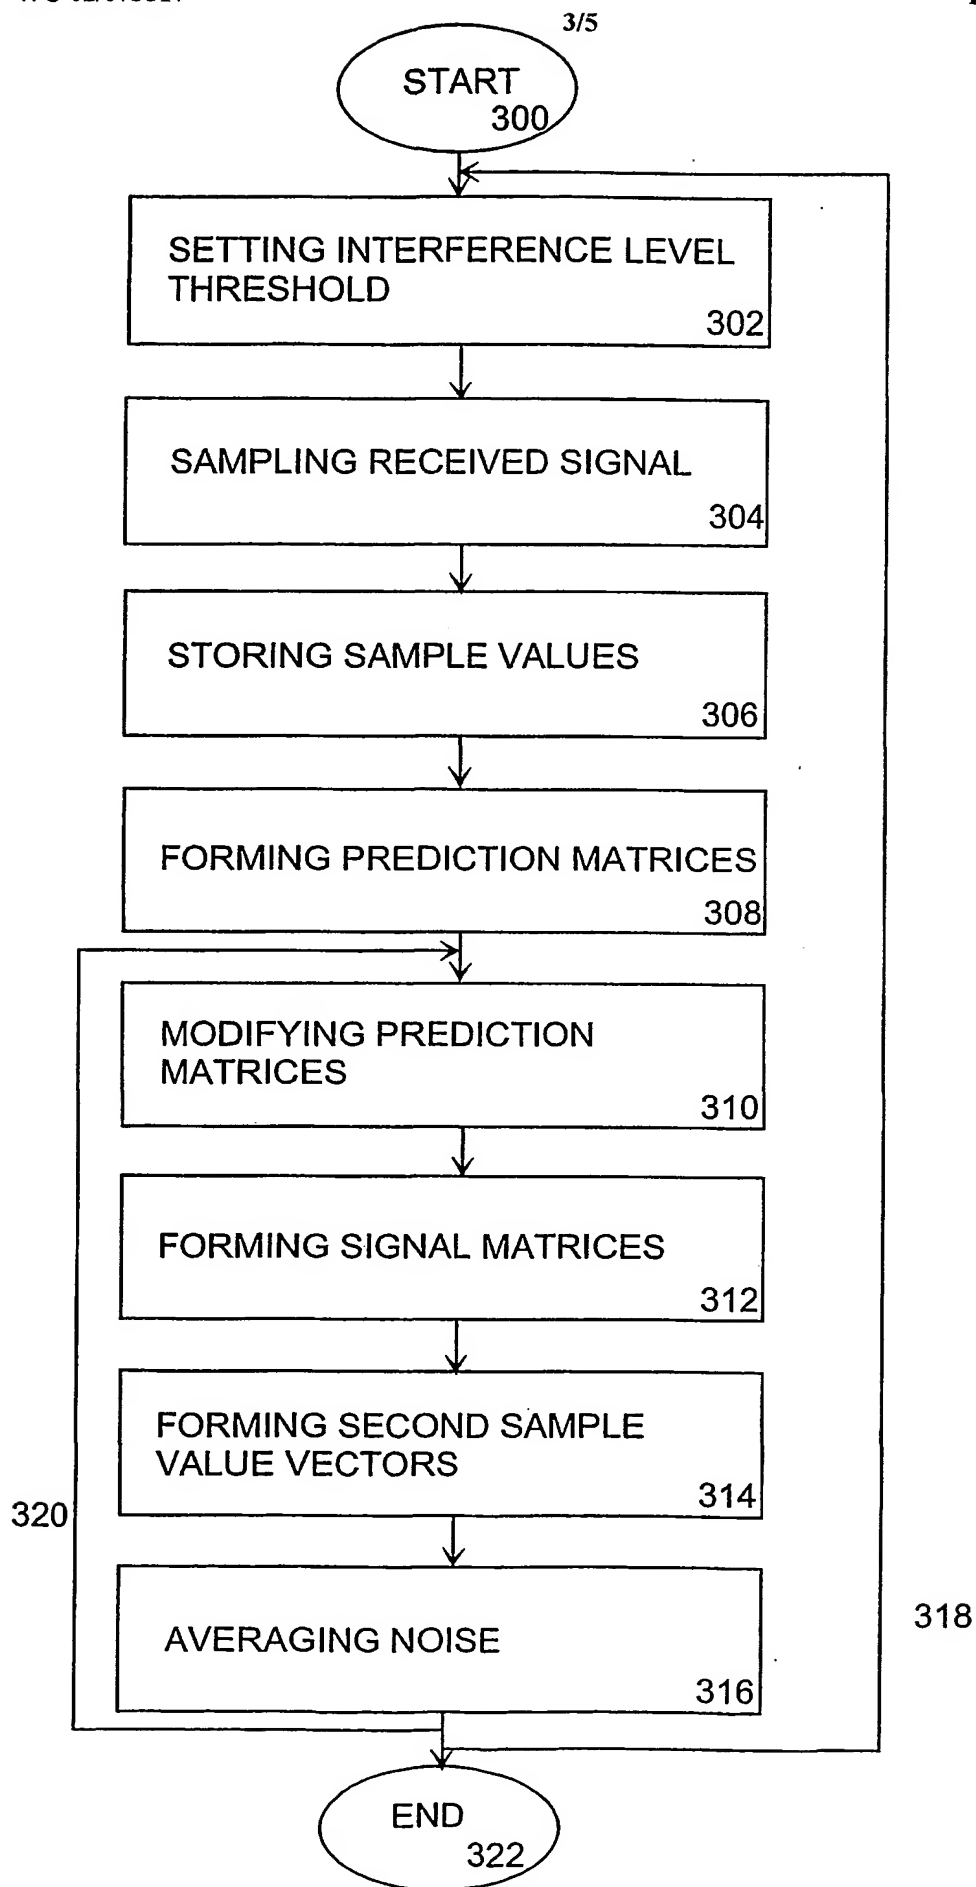 3/5
START
300
SETTING INTERFERENCE LEVEL
THRESHOLD
302
SAMPLING RECEIVED SIGNAL
304
STORING SAMPLE VALUES
306
FORMING PREDICTION MATRICES
308
MODIFYING PREDICTION
MATRICES
310
FORMING SIGNAL MATRICES
312
FORMING SECOND SAMPLE
VALUE VECTORS
314
320
AVERAGING NOISE
316
318
END
322